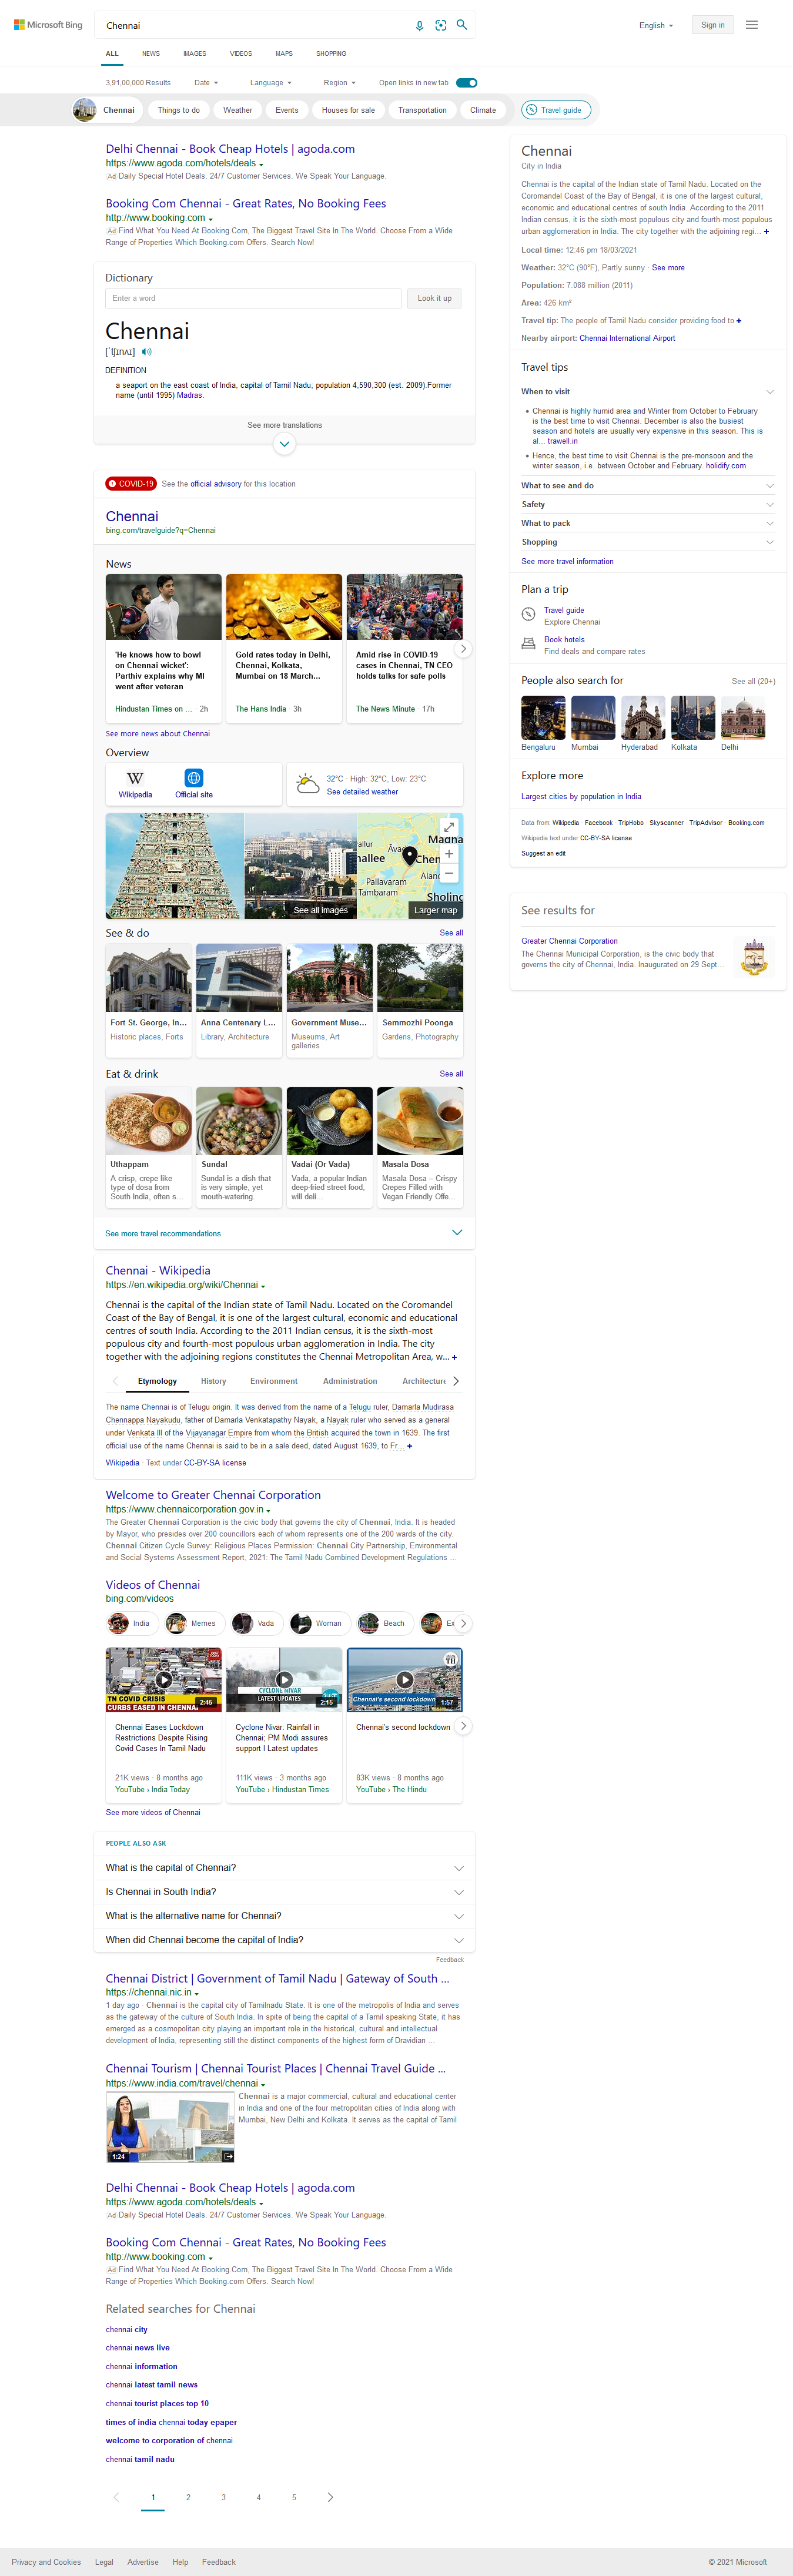 Microsoft Bing
Chennai
English
Sign in
ALL
NEWS
IMAGES
VIDEOS
MAPS
SHOPPING
3,91,00,000 Results
Date
Language
Region
Open links in new tab
Chennai
Things to do
Weather
Events
Houses for sale
Transportation
Climate
Travel guide
Delhi Chennai - Book Cheap Hotels | agoda.com
https://www.agoda.com/hotels/deals
Ad Daily Special Hotel Deals. 24/7 Customer Services. We Speak Your Language.
Booking Com Chennai - Great Rates, No Booking Fees
http://www.booking.com
Ad Find What You Need At Booking.Com, The Biggest Travel Site In The World. Choose From a Wide
Range of Properties Which Booking.com Offers. Search Now!
Dictionary
Enter a word
Look it up
Chennai
[ˈtʃɪnʌɪ]
DEFINITION
a seaport on the east coast of India, capital of Tamil Nadu; population 4,590,300 (est. 2009).Former
name (until 1995) Madras.
See more translations
COVID-19
See the official advisory for this location
Chennai
bing.com/travelguide?q=Chennai
News
'He knows how to bowl
on Chennai wicket':
Parthiv explains why MI
went after veteran
Hindustan Times on ... · 2h
Gold rates today in Delhi,
Chennai, Kolkata,
Mumbai on 18 March...
The Hans India · 3h
Amid rise in COVID-19
cases in Chennai, TN CEO
holds talks for safe polls
The News Minute · 17h
See more news about Chennai
Overview
W
Wikipedia
Official site
32°C · High: 32°C, Low: 23°C
See detailed weather
See all images
Pallavaram
Tambaram
Larger map
See & do
See all
Fort St. George, In...
Historic places, Forts
Anna Centenary L...
Library, Architecture
Government Muse...
Museums, Art
galleries
Semmozhi Poonga
Gardens, Photography
Eat & drink
See all
Uthappam
A crisp, crepe like
type of dosa from
South India, often s...
Sundal
Sundal is a dish that
is very simple, yet
mouth-watering.
Vadai (Or Vada)
Vada, a popular Indian
deep-fried street food,
will deli...
Masala Dosa
Masala Dosa – Crispy
Crepes Filled with
Vegan Friendly Offe...
See more travel recommendations
Chennai - Wikipedia
https://en.wikipedia.org/wiki/Chennai
Chennai is the capital of the Indian state of Tamil Nadu. Located on the Coromandel
Coast of the Bay of Bengal, it is one of the largest cultural, economic and educational
centres of south India. According to the 2011 Indian census, it is the sixth-most
populous city and fourth-most populous urban agglomeration in India. The city
together with the adjoining regions constitutes the Chennai Metropolitan Area, w... +
Etymology
History
Environment
Administration
Architecture
The name Chennai is of Telugu origin. It was derived from the name of a Telugu ruler, Damarla Mudirasa
Chennappa Nayakudu, father of Damarla Venkatapathy Nayak, a Nayak ruler who served as a general
under Venkata III of the Vijayanagar Empire from whom the British acquired the town in 1639. The first
official use of the name Chennai is said to be in a sale deed, dated August 1639, to Fr... +
Wikipedia · Text under CC-BY-SA license
Welcome to Greater Chennai Corporation
https://www.chennaicorporation.gov.in
The Greater Chennai Corporation is the civic body that governs the city of Chennai, India. It is headed
by Mayor, who presides over 200 councillors each of whom represents one of the 200 wards of the city.
Chennai Citizen Cycle Survey: Religious Places Permission: Chennai City Partnership, Environmental
and Social Systems Assessment Report, 2021: The Tamil Nadu Combined Development Regulations ...
Videos of Chennai
bing.com/videos
India
Memes
Vada
Woman
Beach
Ex
TN COVID CRISIS
CURBS EASED IN CHENNAI
2:45
Chennai Eases Lockdown
Restrictions Despite Rising
Covid Cases In Tamil Nadu
21K views · 8 months ago
YouTube › India Today
CYCLONE NIVAR
LATEST UPDATES
2:15
Cyclone Nivar: Rainfall in
Chennai; PM Modi assures
support I Latest updates
111K views · 3 months ago
YouTube › Hindustan Times
Chennai's second lockdown
1:57
Chennai's second lockdown
83K views · 8 months ago
YouTube › The Hindu
See more videos of Chennai
PEOPLE ALSO ASK
What is the capital of Chennai?
Is Chennai in South India?
What is the alternative name for Chennai?
When did Chennai become the capital of India?
Feedback
Chennai District | Government of Tamil Nadu | Gateway of South ...
https://chennai.nic.in
1 day ago · Chennai is the capital city of Tamilnadu State. It is one of the metropolis of India and serves
as the gateway of the culture of South India. In spite of being the capital of a Tamil speaking State, it has
emerged as a cosmopolitan city playing an important role in the historical, cultural and intellectual
development of India, representing still the distinct components of the highest form of Dravidian ...
Chennai Tourism | Chennai Tourist Places | Chennai Travel Guide ...
https://www.india.com/travel/chennai
1:24
Chennai is a major commercial, cultural and educational center
in India and one of the four metropolitan cities of India along with
Mumbai, New Delhi and Kolkata. It serves as the capital of Tamil
Delhi Chennai - Book Cheap Hotels | agoda.com
https://www.agoda.com/hotels/deals
Ad Daily Special Hotel Deals. 24/7 Customer Services. We Speak Your Language.
Booking Com Chennai - Great Rates, No Booking Fees
http://www.booking.com
Ad Find What You Need At Booking.Com, The Biggest Travel Site In The World. Choose From a Wide
Range of Properties Which Booking.com Offers. Search Now!
Related searches for Chennai
chennai city
chennai news live
chennai information
chennai latest tamil news
chennai tourist places top 10
times of india chennai today epaper
welcome to corporation of chennai
chennai tamil nadu
1
2
3
4
5
Chennai
City in India
Chennai is the capital of the Indian state of Tamil Nadu. Located on the
Coromandel Coast of the Bay of Bengal, it is one of the largest cultural,
economic and educational centres of south India. According to the 2011
Indian census, it is the sixth-most populous city and fourth-most populous
urban agglomeration in India. The city together with the adjoining regi... +
Local time: 12:46 pm 18/03/2021
Weather: 32°C (90°F), Partly sunny · See more
Population: 7.088 million (2011)
Area: 426 km²
Travel tip: The people of Tamil Nadu consider providing food to +
Nearby airport: Chennai International Airport
Travel tips
When to visit
Chennai is highly humid area and Winter from October to February
is the best time to visit Chennai. December is also the busiest
season and hotels are usually very expensive in this season. This is
al... trawell.in
Hence, the best time to visit Chennai is the pre-monsoon and the
winter season, i.e. between October and February. holidify.com
What to see and do
Safety
What to pack
Shopping
See more travel information
Plan a trip
Travel guide
Explore Chennai
Book hotels
Find deals and compare rates
People also search for
See all (20+)
Bengaluru
Mumbai
Hyderabad
Kolkata
Delhi
Explore more
Largest cities by population in India
Data from: Wikipedia · Facebook · TripHobo · Skyscanner · TripAdvisor · Booking.com
Wikipedia text under CC-BY-SA license
Suggest an edit
See results for
Greater Chennai Corporation
The Chennai Municipal Corporation, is the civic body that
governs the city of Chennai, India. Inaugurated on 29 Sept...
Privacy and Cookies
Legal
Advertise
Help
Feedback
© 2021 Microsoft